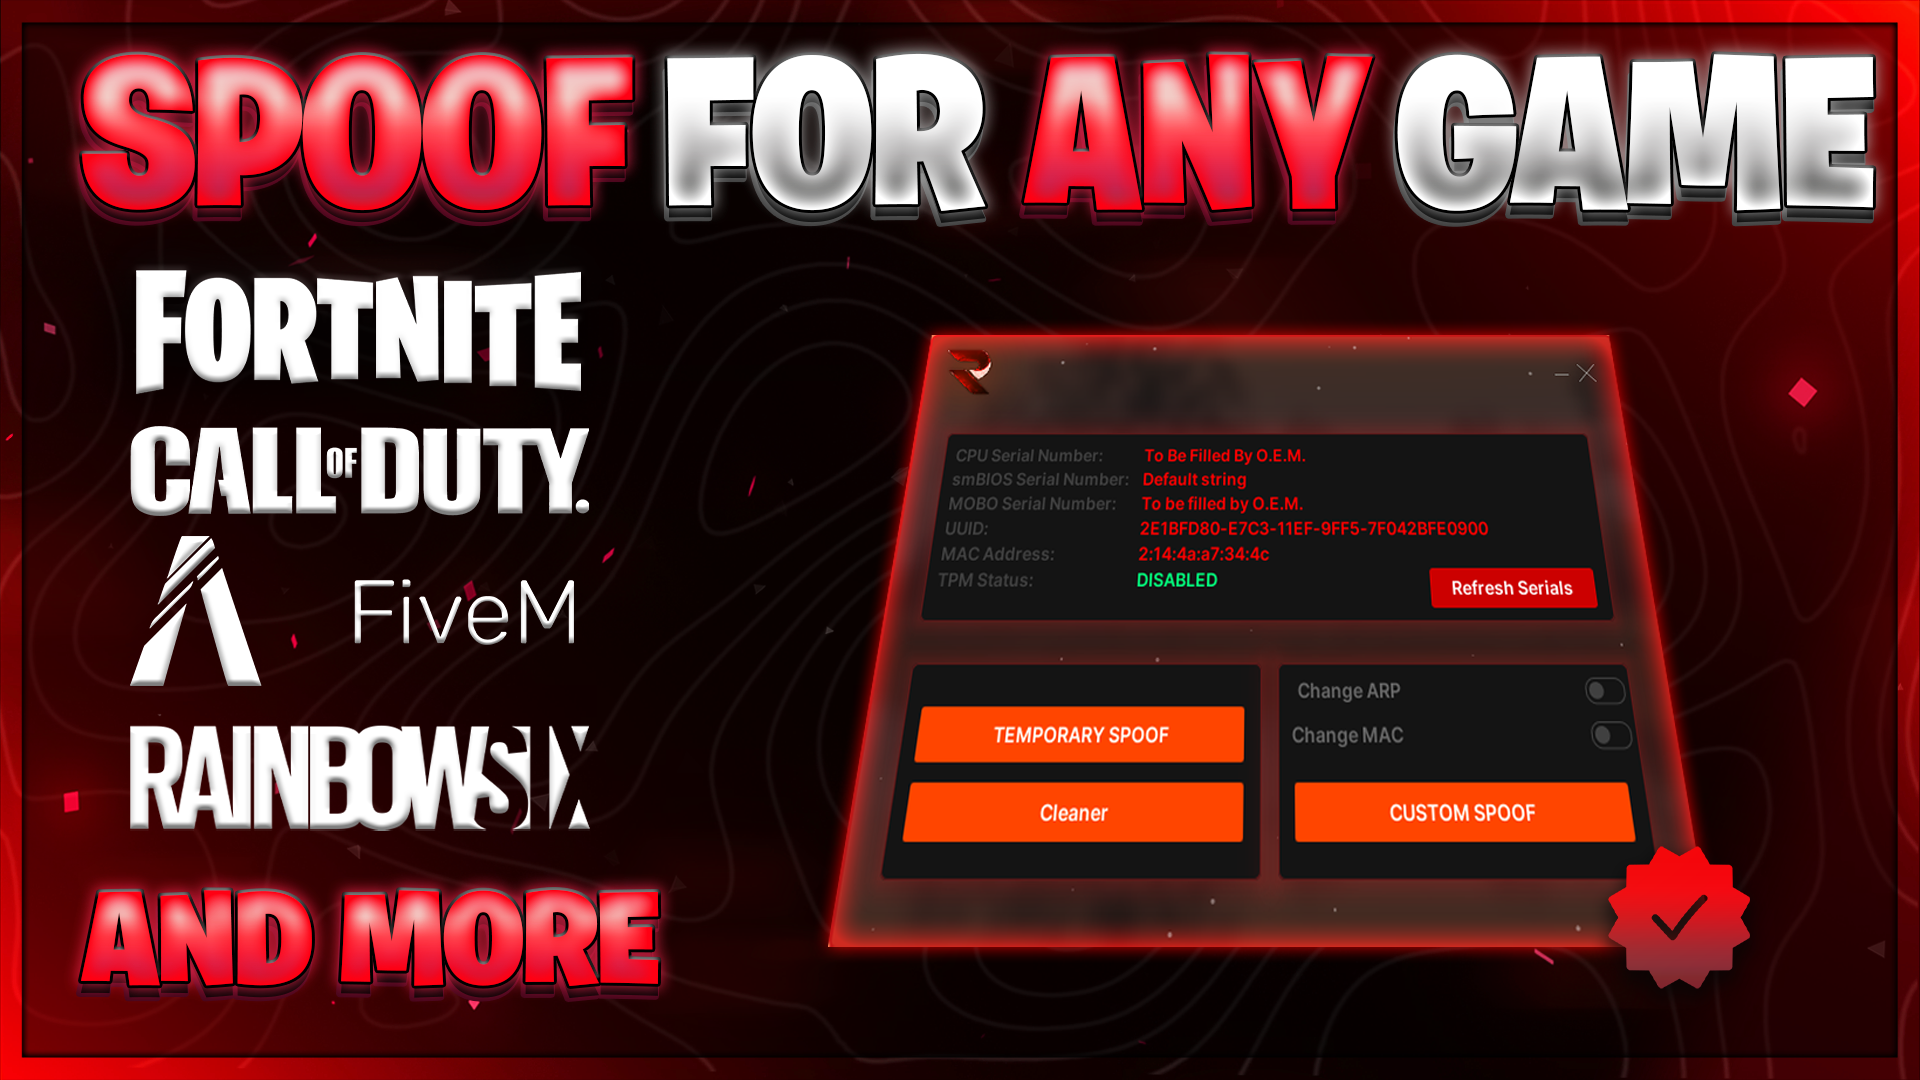 SPOOF FOR ANY GAME
FORTNITE
CALL OF DUTY.
FiveM
RAINBOWSIX
AND MORE
CPU Serial Number: To Be Filled By O.E.M.
smBIOS Serial Number: Default string
MOBO Serial Number: To be filled by O.E.M.
UUID: 2E1BFD80-E7C3-11EF-9FF5-7F042BFE0900
MAC Address: 2:14:4a:a7:34:4c
TPM Status: DISABLED
Refresh Serials
TEMPORARY SPOOF
Cleaner
Change ARP
Change MAC
CUSTOM SPOOF